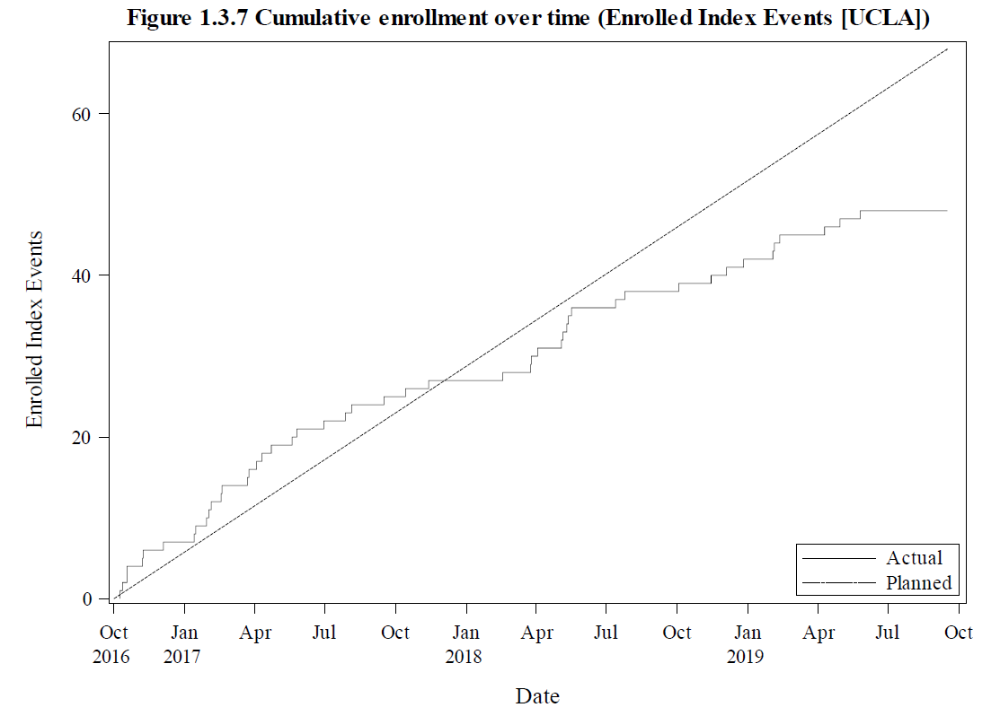 Figure 1.3.7 Cumulative enrollment over time (Enrolled Index Events [UCLA])
Enrolled Index Events
60
40
20
0
Actual
Planned
Oct Jan Apr Jul Oct Jan Apr Jul Oct Jan Apr Jul Oct
2016 2017 2018 2019
Date